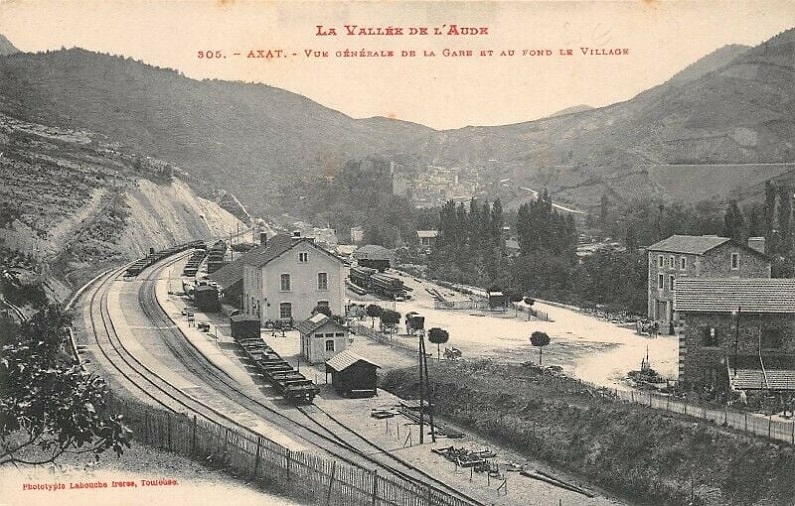 LA VALLÉE DE L'AUDE
305. - AXAT. - VUE GÉNÉRALE DE LA GARE ET AU FOND LE VILLAGE
Phototypie Labouche frères, Toulouse.